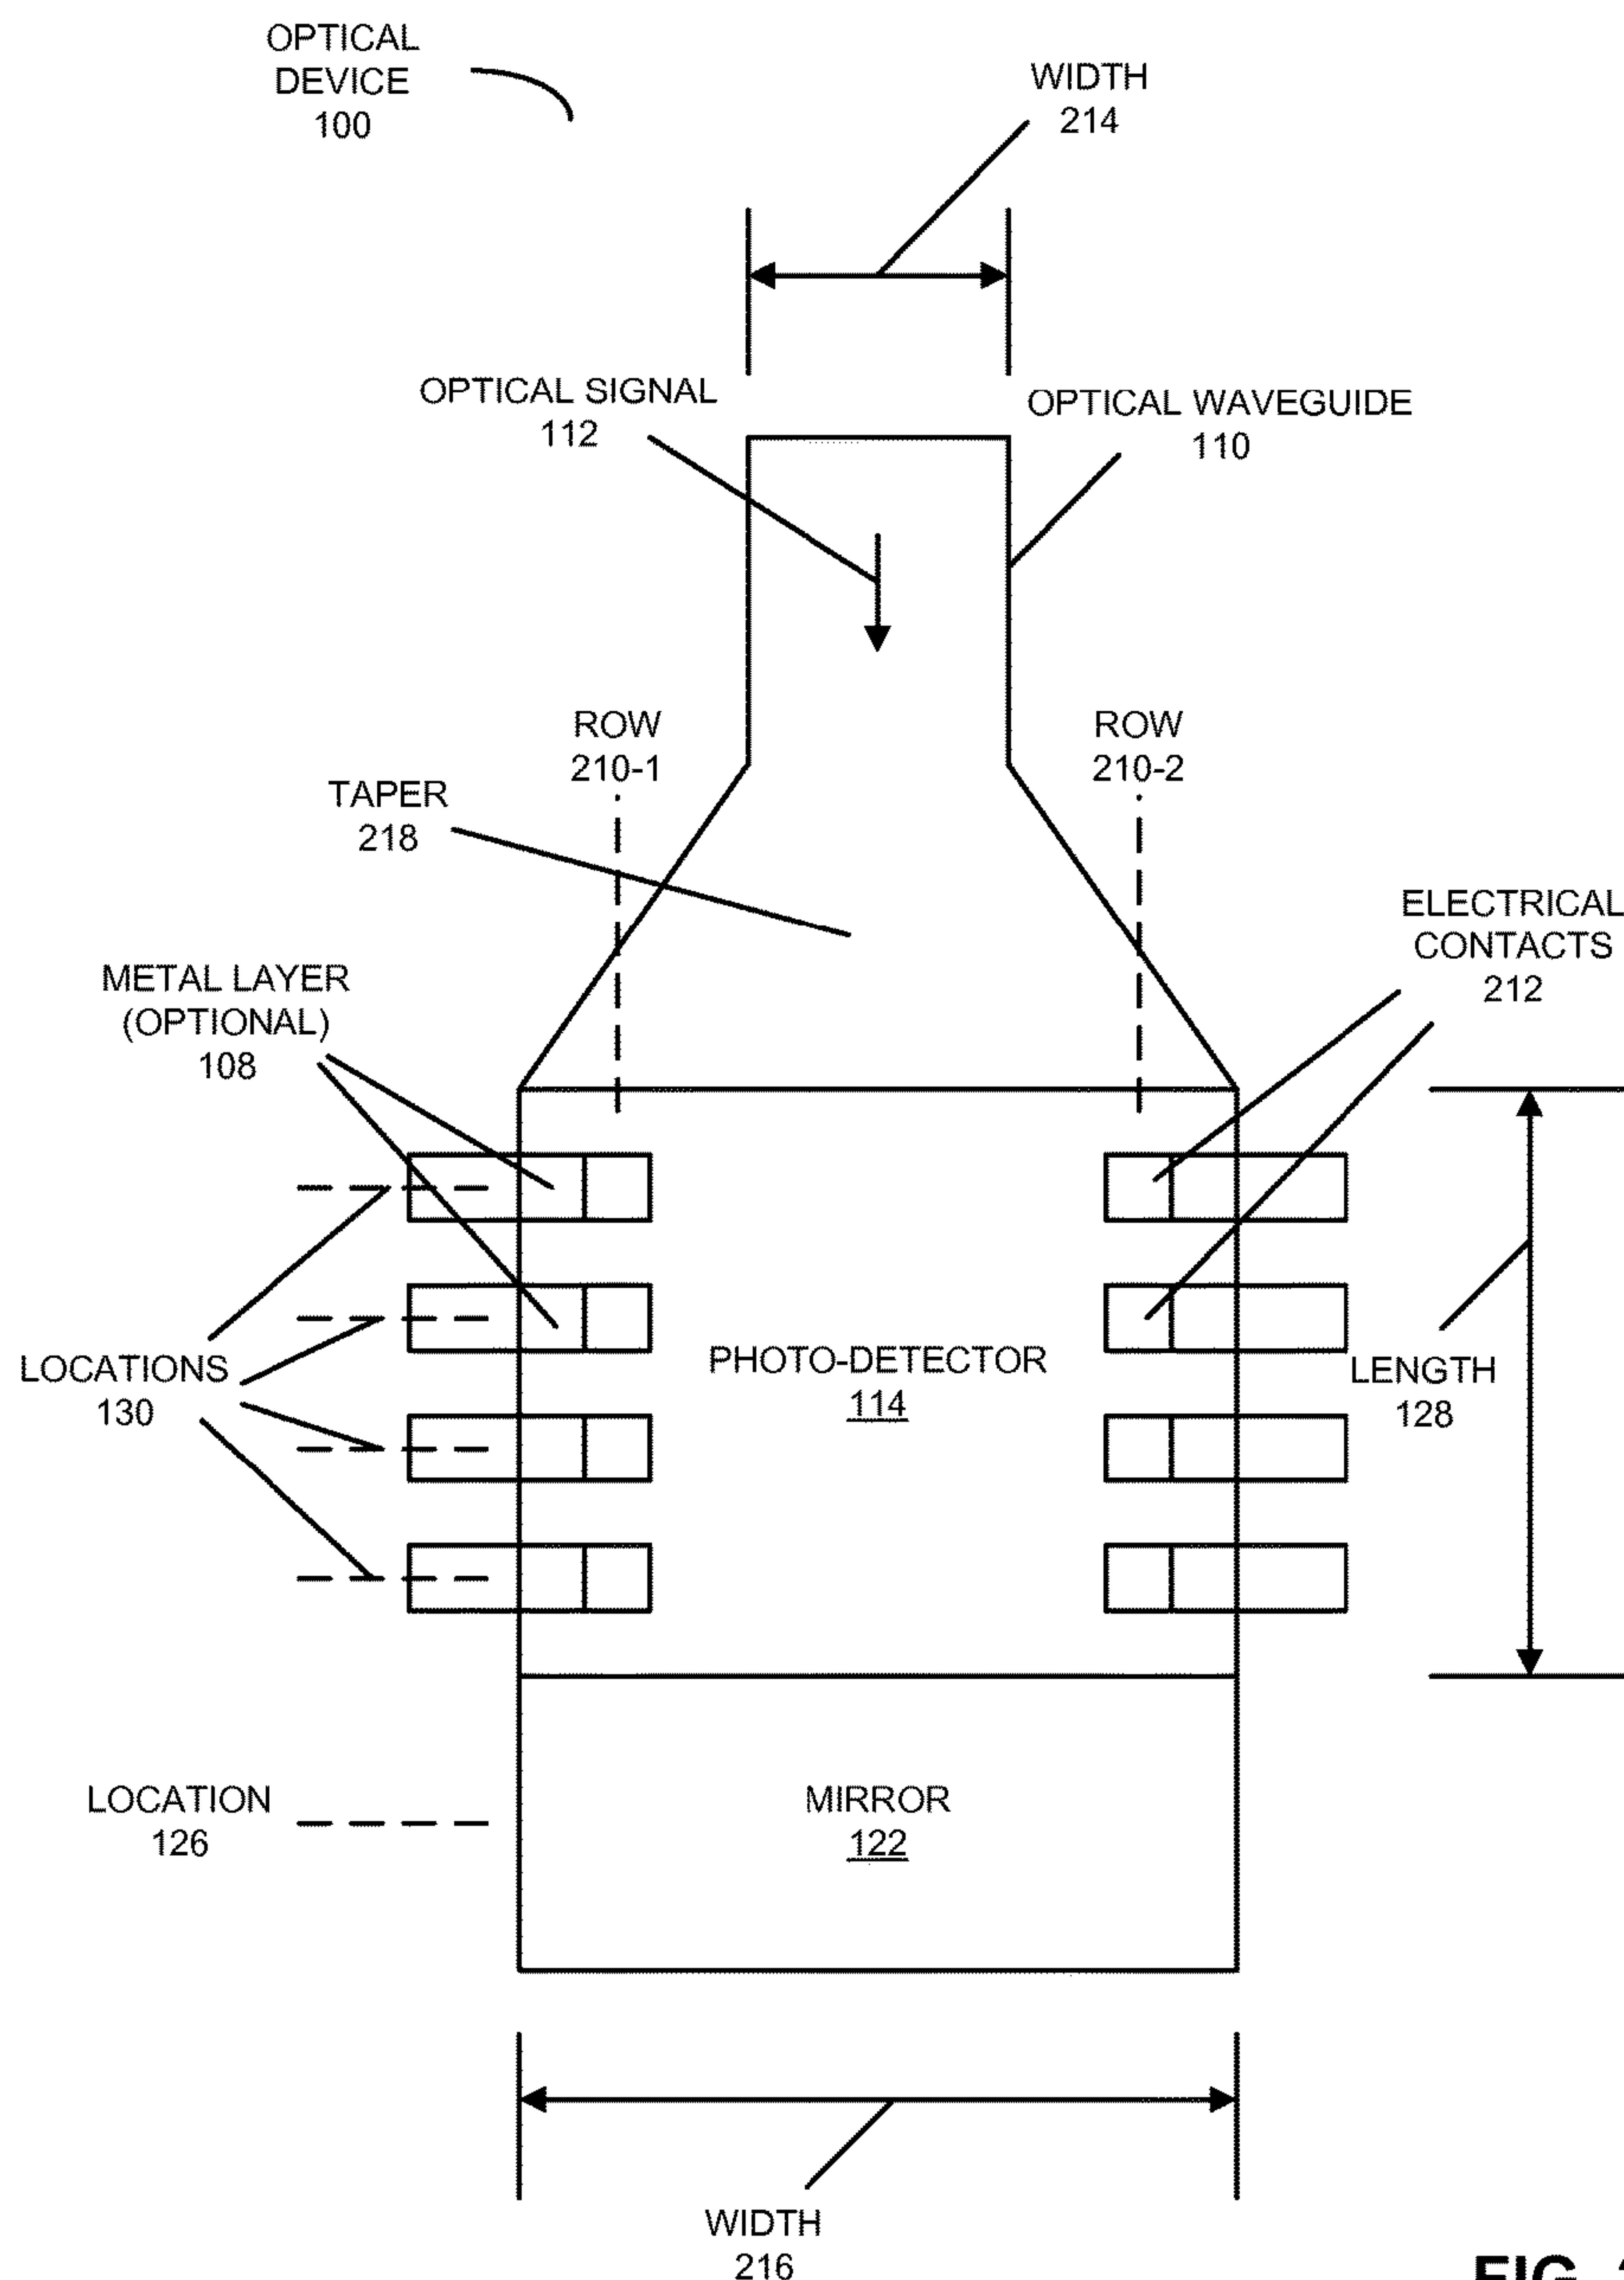 OPTICAL
DEVICE
100
WIDTH
214
OPTICAL SIGNAL
112
OPTICAL WAVEGUIDE
110
ROW
210-1
ROW
210-2
TAPER
218
ELECTRICAL
CONTACTS
212
METAL LAYER
(OPTIONAL)
108
LOCATIONS
130
PHOTO-DETECTOR
114
LENGTH
128
LOCATION
126
MIRROR
122
WIDTH
216
FIG.